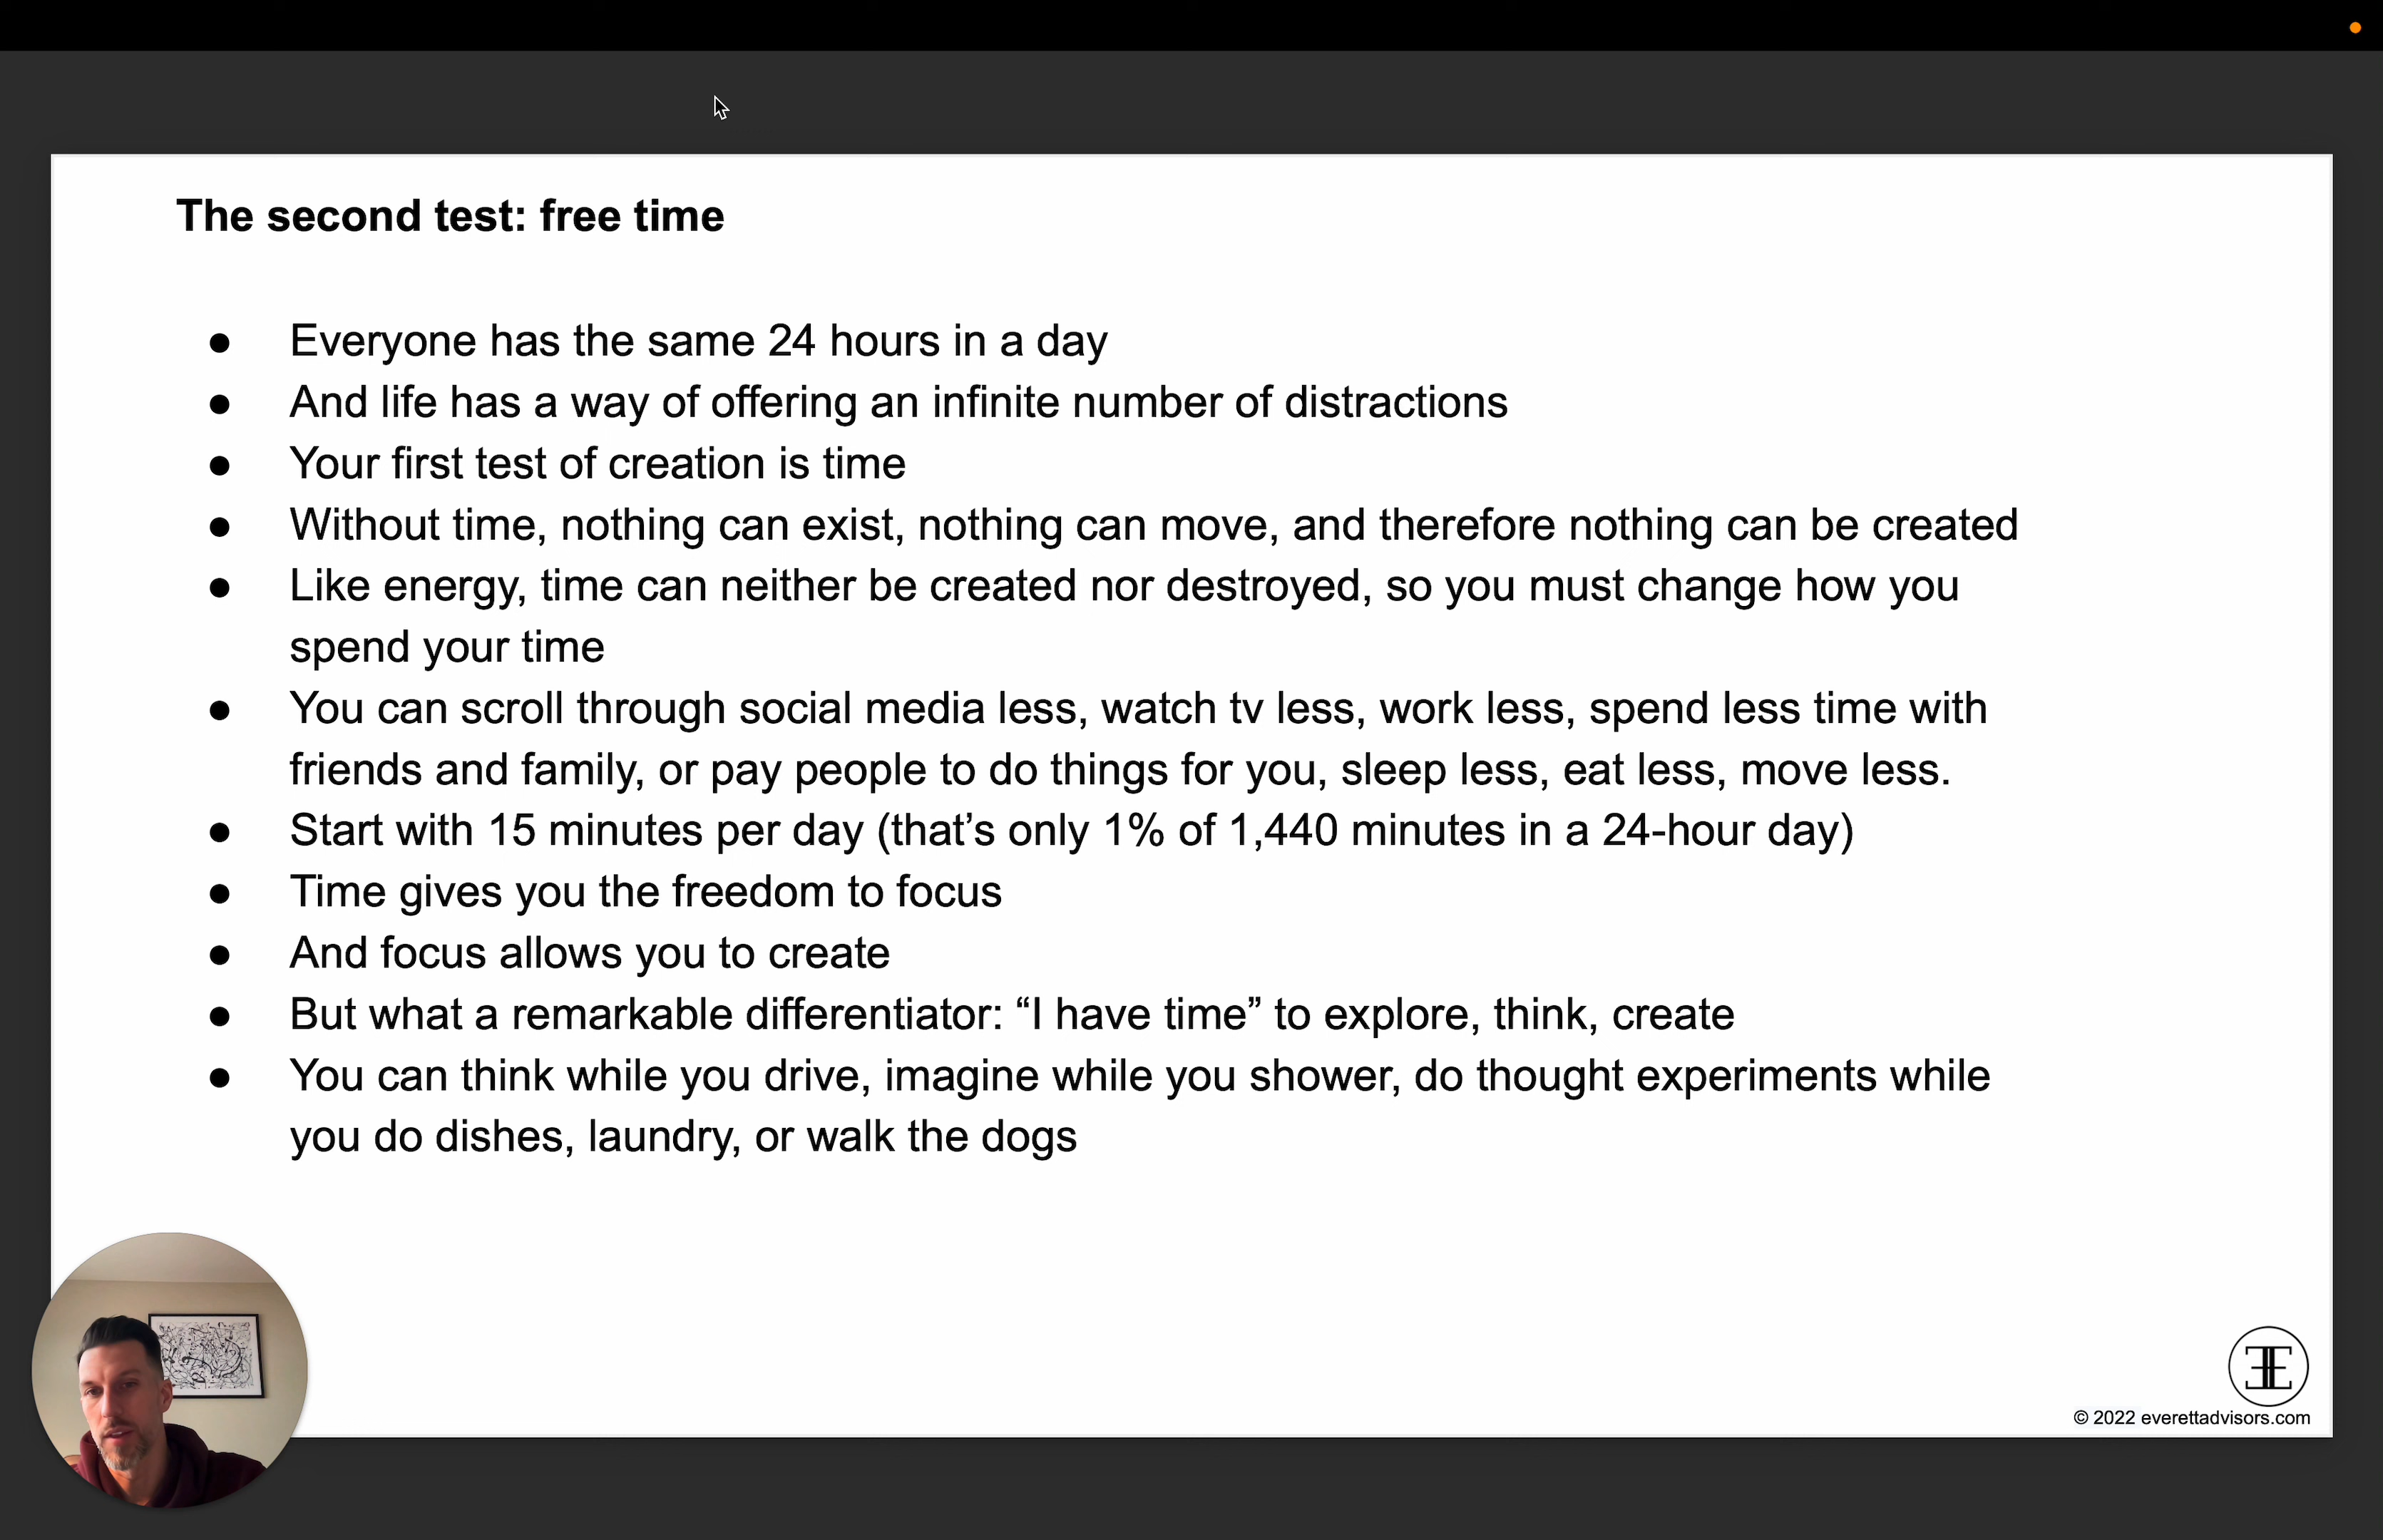 The second test: free time
● Everyone has the same 24 hours in a day
● And life has a way of offering an infinite number of distractions
● Your first test of creation is time
● Without time, nothing can exist, nothing can move, and therefore nothing can be created
● Like energy, time can neither be created nor destroyed, so you must change how you
spend your time
● You can scroll through social media less, watch tv less, work less, spend less time with
friends and family, or pay people to do things for you, sleep less, eat less, move less.
● Start with 15 minutes per day (that’s only 1% of 1,440 minutes in a 24-hour day)
● Time gives you the freedom to focus
● And focus allows you to create
● But what a remarkable differentiator: “I have time” to explore, think, create
● You can think while you drive, imagine while you shower, do thought experiments while
you do dishes, laundry, or walk the dogs
© 2022 everettadvisors.com